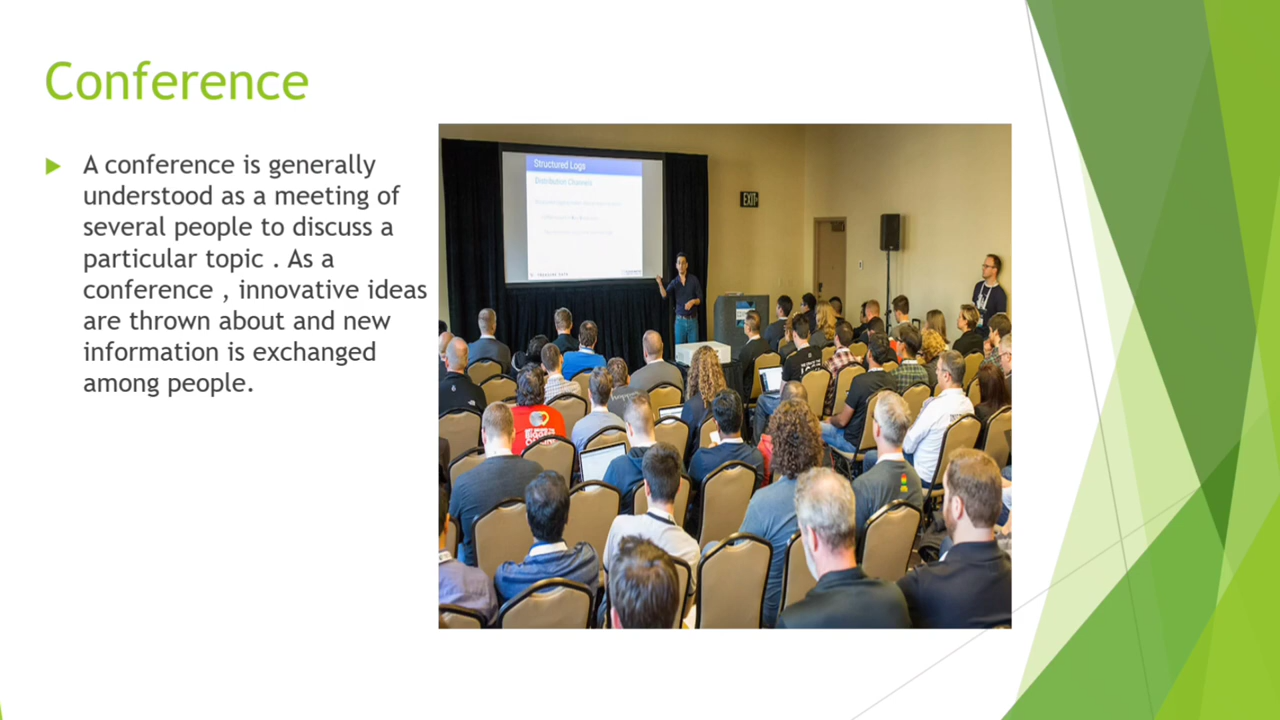 Conference
A conference is generally
understood as a meeting of
several people to discuss a
particular topic . As a
conference , innovative ideas
are thrown about and new
information is exchanged
among people.
Structured Logs
Distribution Channels
EXIT